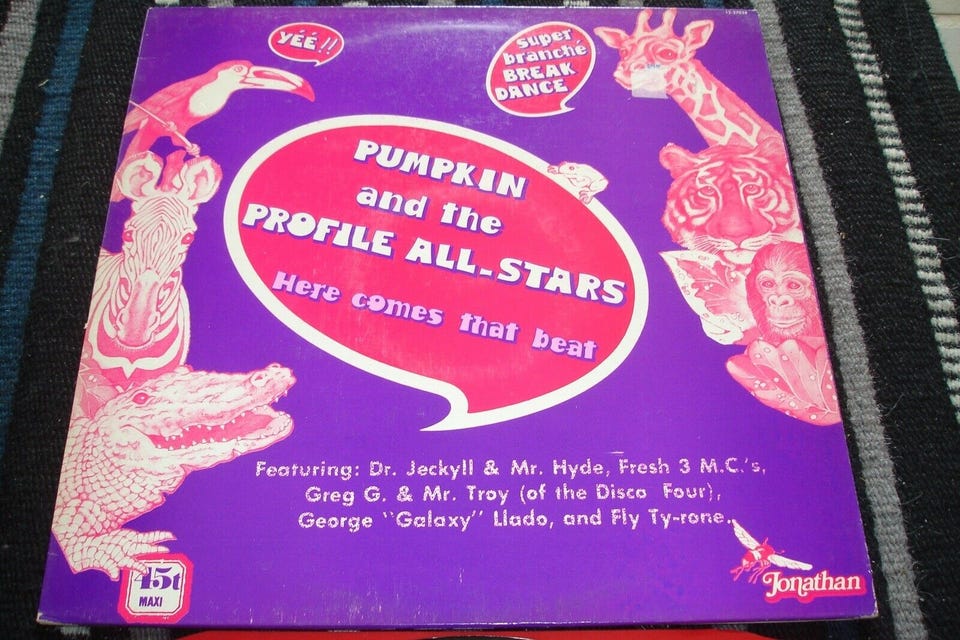 YÉÉ!!
super
branché
BREAK
DANCE
PUMPKIN
and the
PROFILE ALL-STARS
Here comes that beat
Featuring: Dr. Jeckyll & Mr. Hyde, Fresh 3 M.C.'s,
Greg G. & Mr. Troy (of the Disco Four),
George "Galaxy" Llado, and Fly Ty-rone.
45t
MAXI
Jonathan